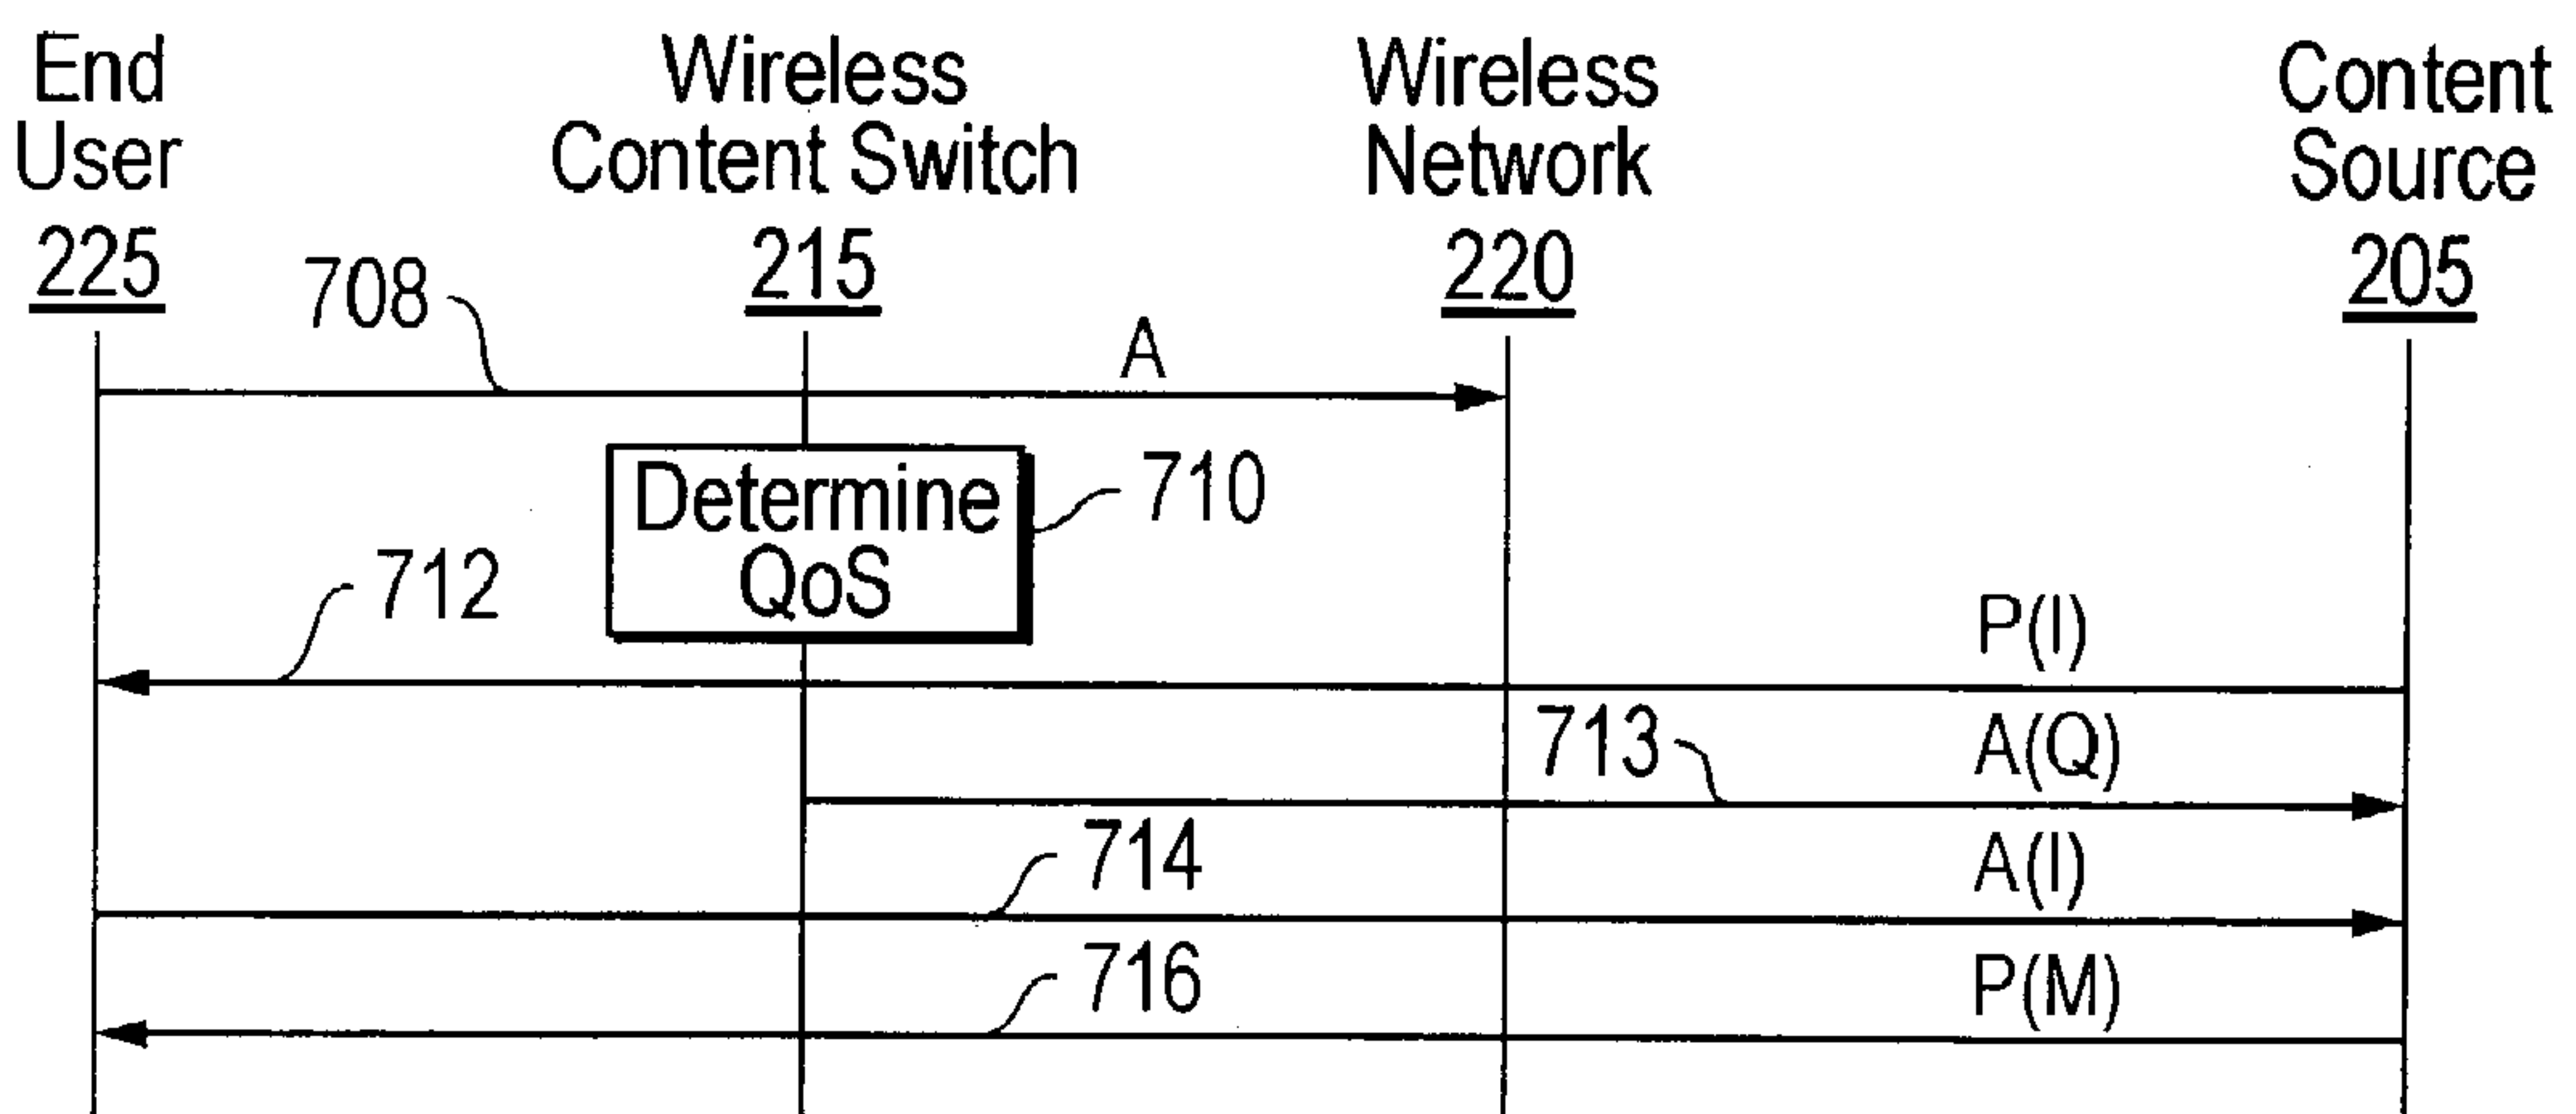 End
User
225
Wireless
Content Switch
215
Wireless
Network
220
Content
Source
205
708
A
Determine
QoS
710
712
P(I)
713
A(Q)
714
A(I)
716
P(M)